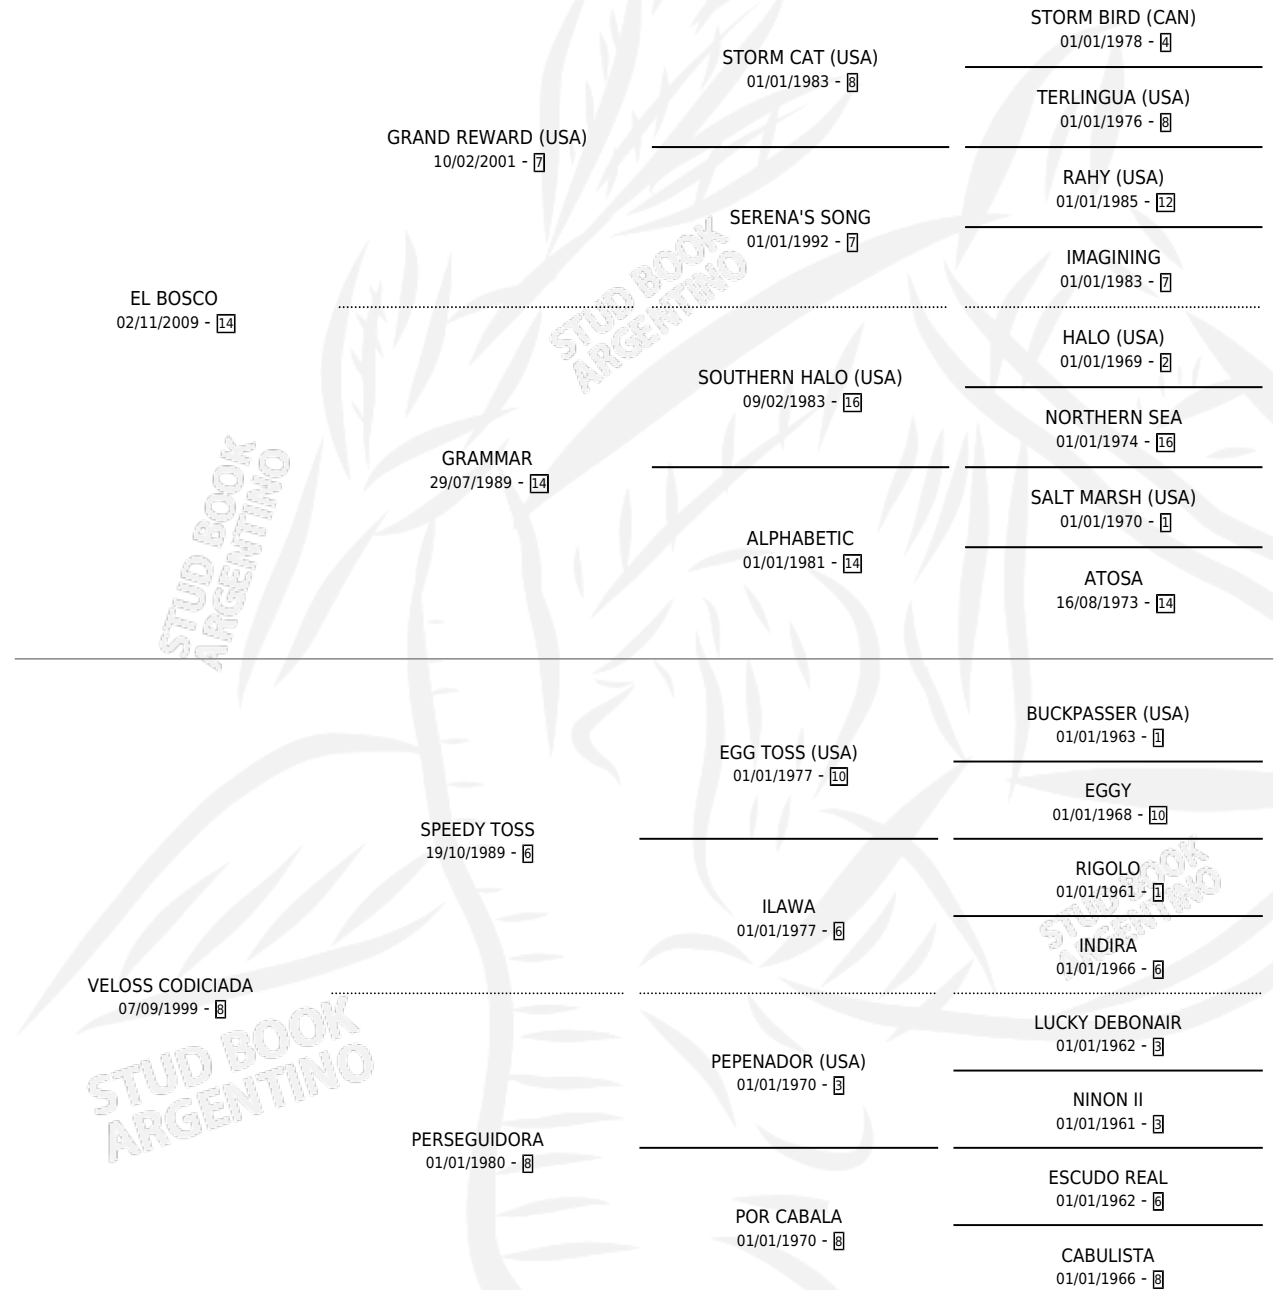 STORM BIRD (CAN)
01/01/1978 - 4
STORM CAT (USA)
01/01/1983 - 8
TERLINGUA (USA)
01/01/1976 - 8
GRAND REWARD (USA)
10/02/2001 - 7
RAHY (USA)
01/01/1985 - 12
SERENA'S SONG
01/01/1992 - 7
IMAGINING
01/01/1983 - 7
EL BOSCO
02/11/2009 - 14
HALO (USA)
01/01/1969 - 2
SOUTHERN HALO (USA)
09/02/1983 - 16
NORTHERN SEA
01/01/1974 - 16
GRAMMAR
29/07/1989 - 14
SALT MARSH (USA)
01/01/1970 - 1
ALPHABETIC
01/01/1981 - 14
ATOSA
16/08/1973 - 14
BUCKPASSER (USA)
01/01/1963 - 1
EGG TOSS (USA)
01/01/1977 - 10
EGGY
01/01/1968 - 10
SPEEDY TOSS
19/10/1989 - 6
RIGOLO
01/01/1961 - 1
ILAWA
01/01/1977 - 6
INDIRA
01/01/1966 - 6
VELOSS CODICIADA
07/09/1999 - 8
LUCKY DEBONAIR
01/01/1962 - 3
PEPENADOR (USA)
01/01/1970 - 3
NINON II
01/01/1961 - 3
PERSEGUIDORA
01/01/1980 - 8
ESCUDO REAL
01/01/1962 - 6
POR CABALA
01/01/1970 - 8
CABULISTA
01/01/1966 - 8
STUD BOOK
ARGENTINO
STUD BOOK
ARGENTINO
STUD BOOK
ARGENTINO
STUD BOOK
ARGENTINO